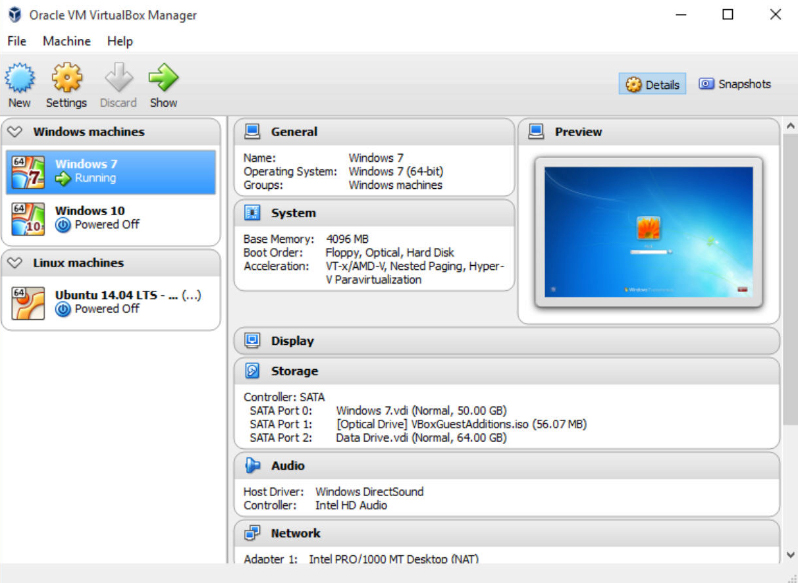 Oracle VM VirtualBox Manager
File Machine Help
New Settings Discard Show
Details Snapshots
Windows machines
64
7
Windows 7
Running
64
10
Windows 10
Powered Off
Linux machines
64
Ubuntu 14.04 LTS - ... (...)
Powered Off
General
Name: Windows 7
Operating System: Windows 7 (64-bit)
Groups: Windows machines
System
Base Memory: 4096 MB
Boot Order: Floppy, Optical, Hard Disk
Acceleration: VT-x/AMD-V, Nested Paging, Hyper-
V Paravirtualization
Preview
Display
Storage
Controller: SATA
SATA Port 0: Windows 7.vdi (Normal, 50.00 GB)
SATA Port 1: [Optical Drive] VBoxGuestAdditions.iso (56.07 MB)
SATA Port 2: Data Drive.vdi (Normal, 64.00 GB)
Audio
Host Driver: Windows DirectSound
Controller: Intel HD Audio
Network
Adapter 1: Intel PRO/1000 MT Desktop (NAT)